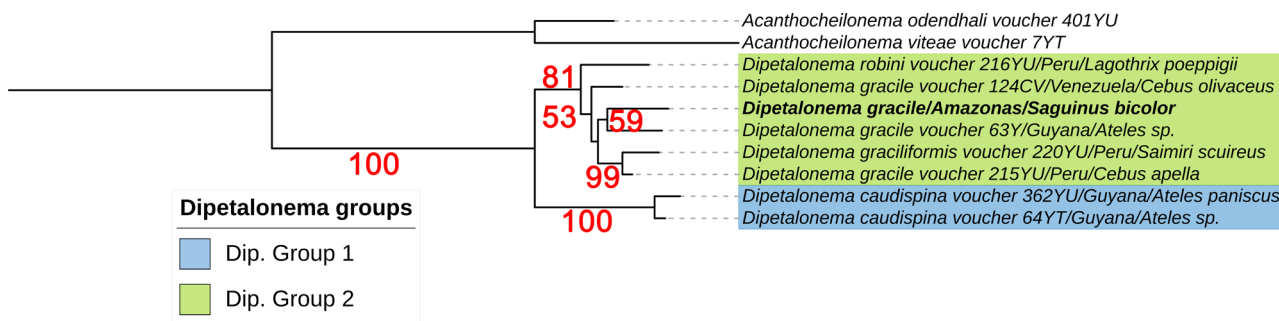 Acanthocheilonema odendhali voucher 401YU
Acanthocheilonema viteae voucher 7YT
Dipetalonema robini voucher 216YU/Peru/Lagothrix poeppigii
81
Dipetalonema gracile voucher 124CV/Venezuela/Cebus olivaceus
Dipetalonema gracile/Amazonas/Saguinus bicolor
53
59
Dipetalonema gracile voucher 63Y/Guyana/Ateles sp.
Dipetalonema graciliformis voucher 220YU/Peru/Saimiri scuireus
100
99
Dipetalonema gracile voucher 215YU/Peru/Cebus apella
Dipetalonema caudispina voucher 362YU/Guyana/Ateles paniscus
100
Dipetalonema caudispina voucher 64YT/Guyana/Ateles sp.
Dipetalonema groups
Dip. Group 1
Dip. Group 2